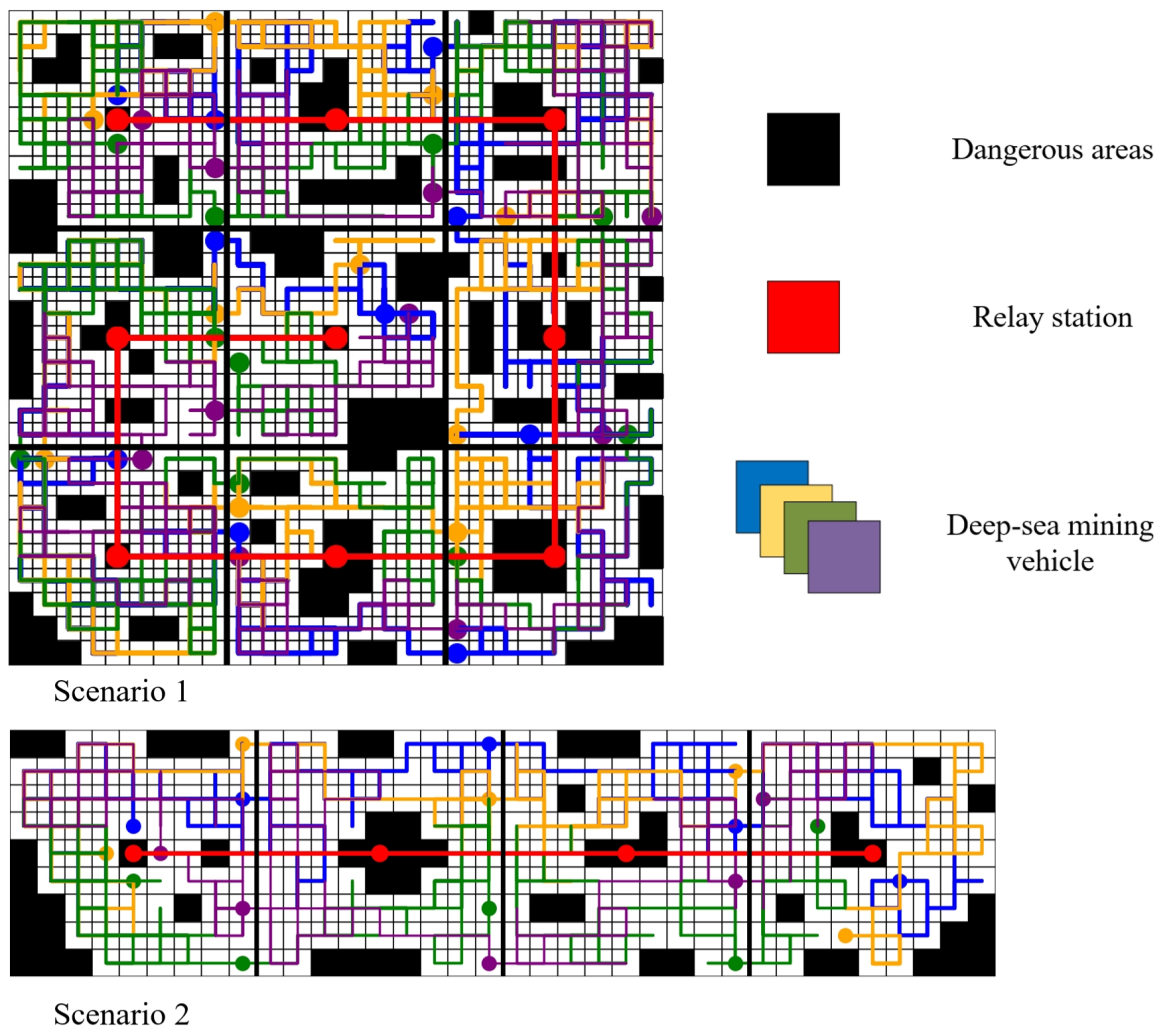 Dangerous areas
Relay station
Deep-sea mining
vehicle
Scenario 1
Scenario 2